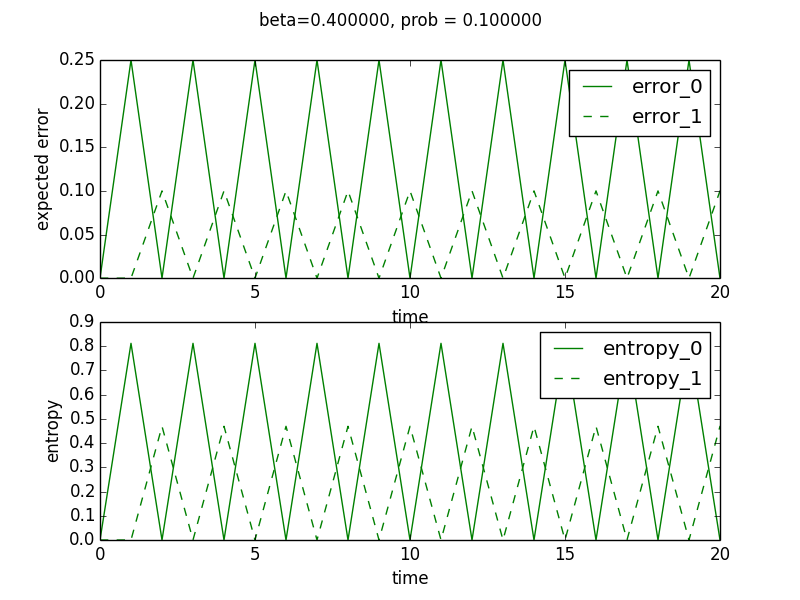 beta=0.400000, prob = 0.100000
0.25
0.20
0.15
0.10
0.05
0.00
expected error
error_0
error_1
0 5 10 15 20
time
0.9
0.8
0.7
0.6
0.5
0.4
0.3
0.2
0.1
0.0
entropy
entropy_0
entropy_1
0 5 10 15 20
time